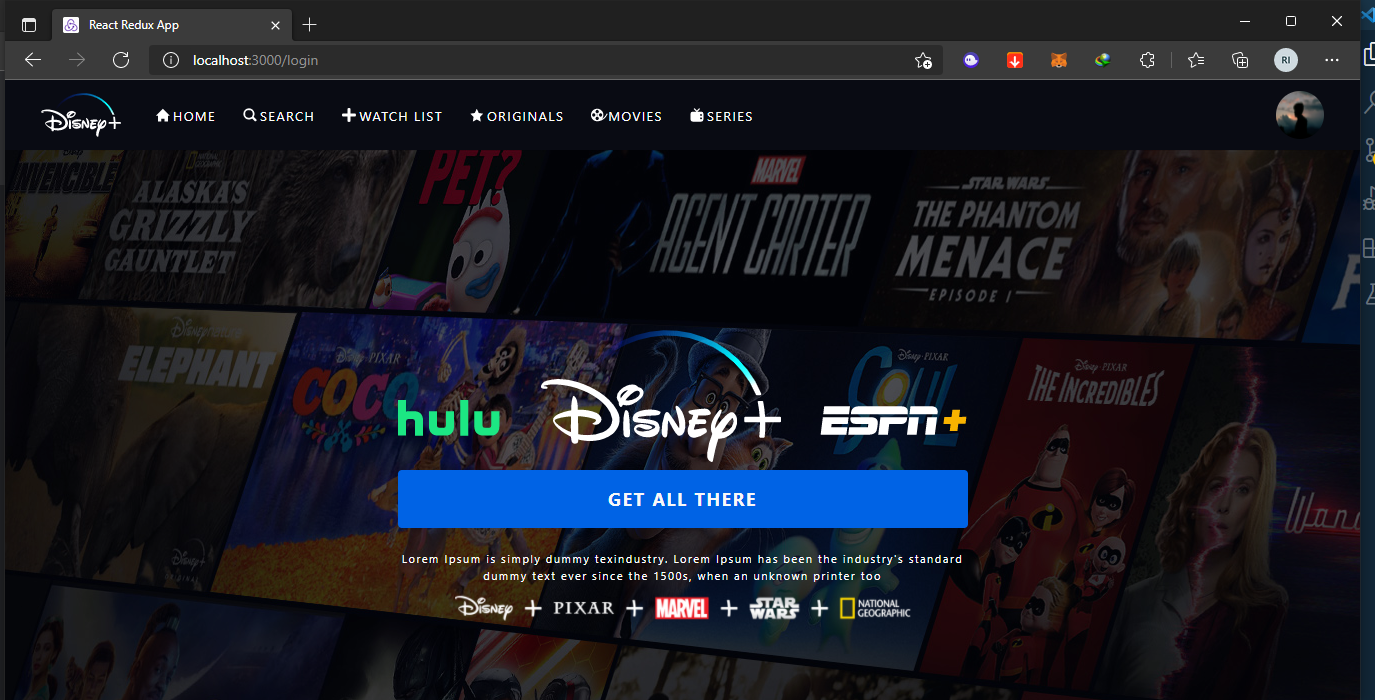 React Redux App
localhost:3000/login
RI
Disney+
HOME
SEARCH
WATCH LIST
ORIGINALS
MOVIES
SERIES
INVENCIBLE
NATIONAL GEOGRAPHIC
ALASKA'S
GRIZZLY
GAUNTLET
PET?
MARVEL
AGENT CARTER
STAR WARS
THE PHANTOM
MENACE
EPISODE I
ELEPHANT
Disney·PIXAR
COCO
Disney·PIXAR
SOUL
Disney·PIXAR
THE INCREDIBLES
hulu
Disney+
ESPN+
GET ALL THERE
Lorem Ipsum is simply dummy texindustry. Lorem Ipsum has been the industry's standard
dummy text ever since the 1500s, when an unknown printer too
Disney + PIXAR + MARVEL + STAR WARS + NATIONAL GEOGRAPHIC